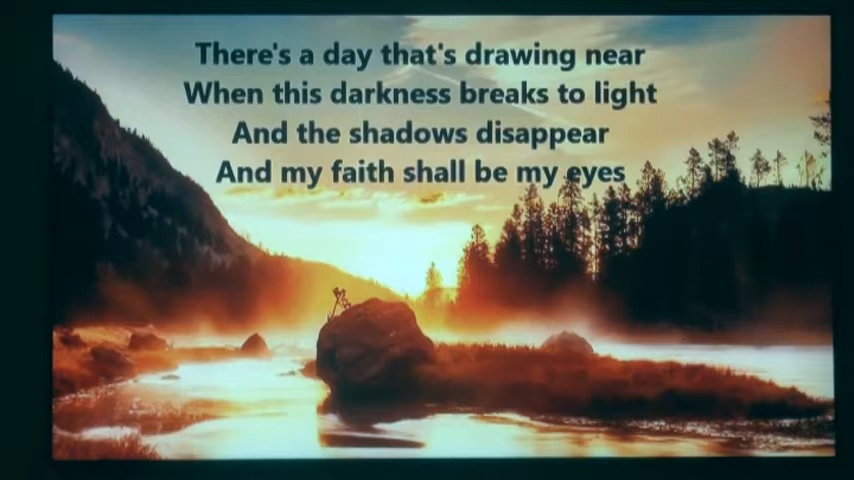 There's a day that's drawing near
When this darkness breaks to light
And the shadows disappear
And my faith shall be my eyes